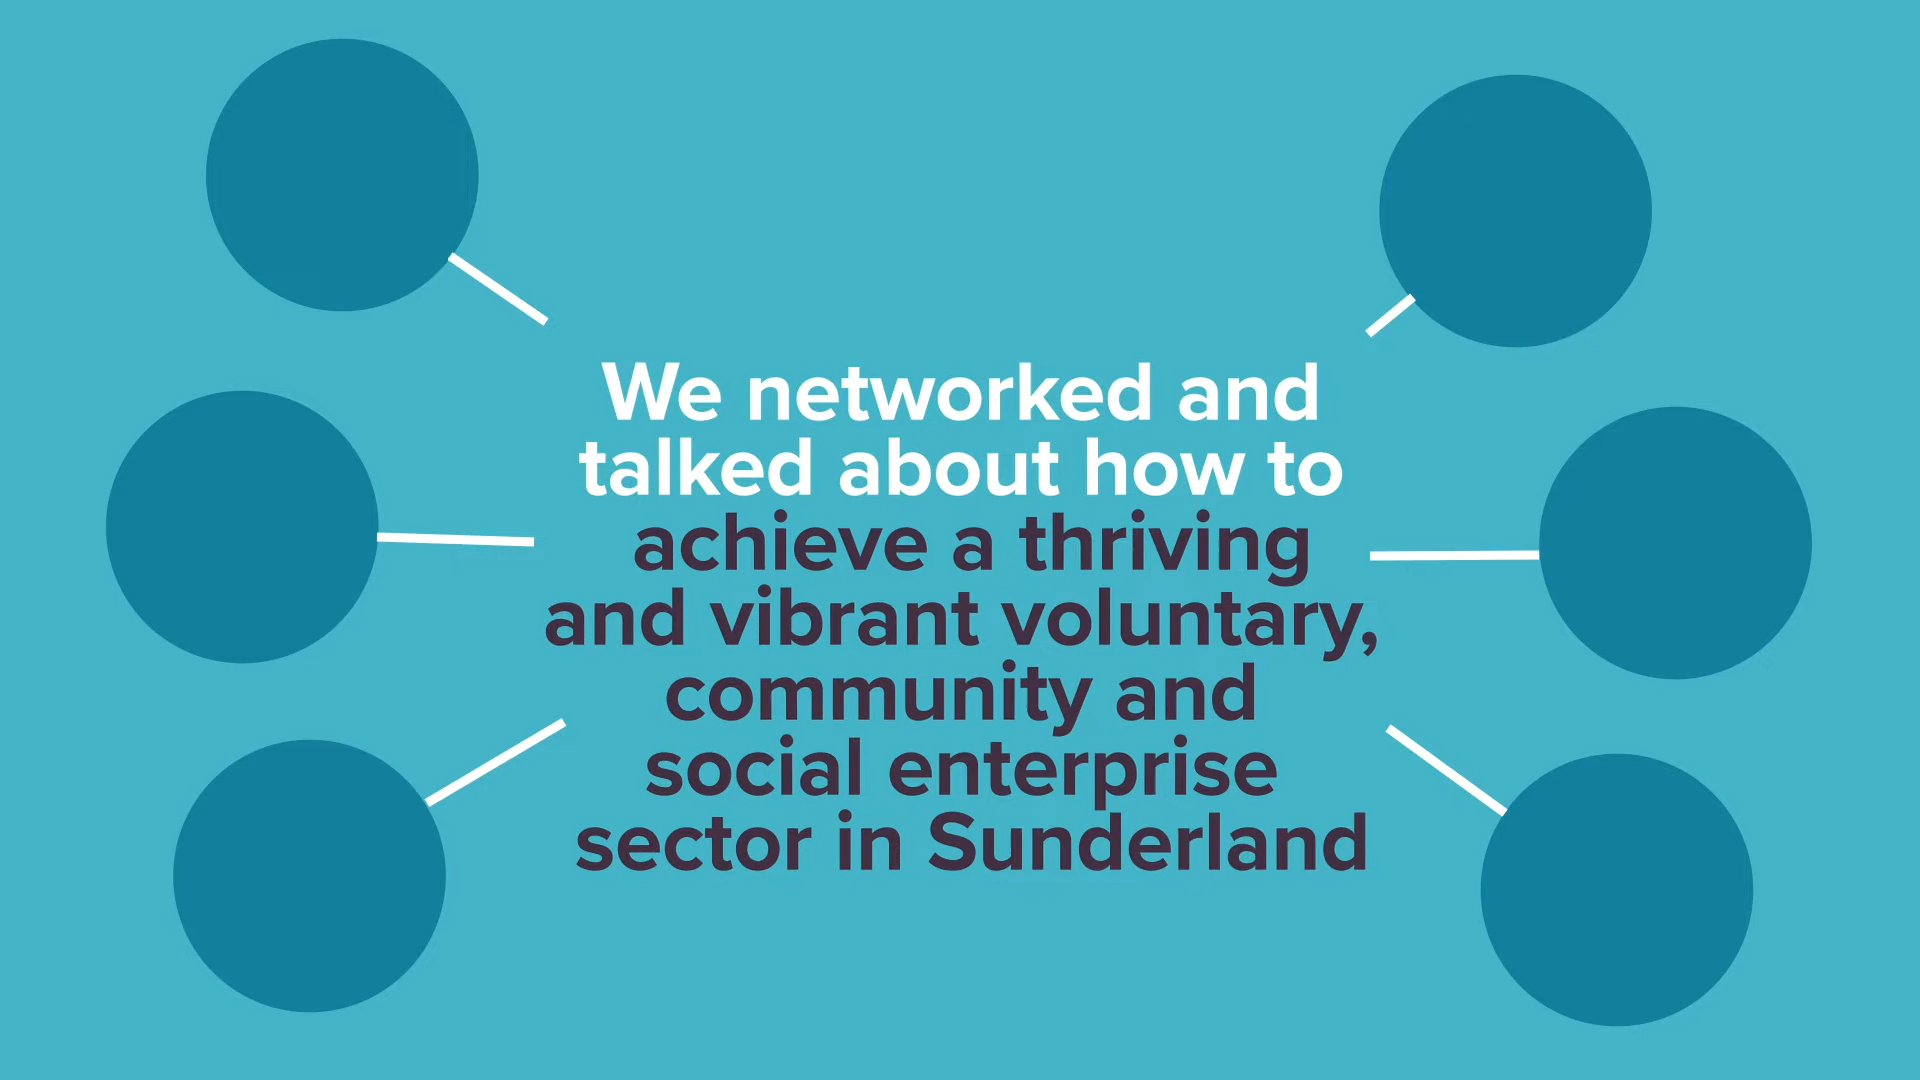 We networked and
talked about how to
achieve a thriving
and vibrant voluntary,
community and
social enterprise
sector in Sunderland